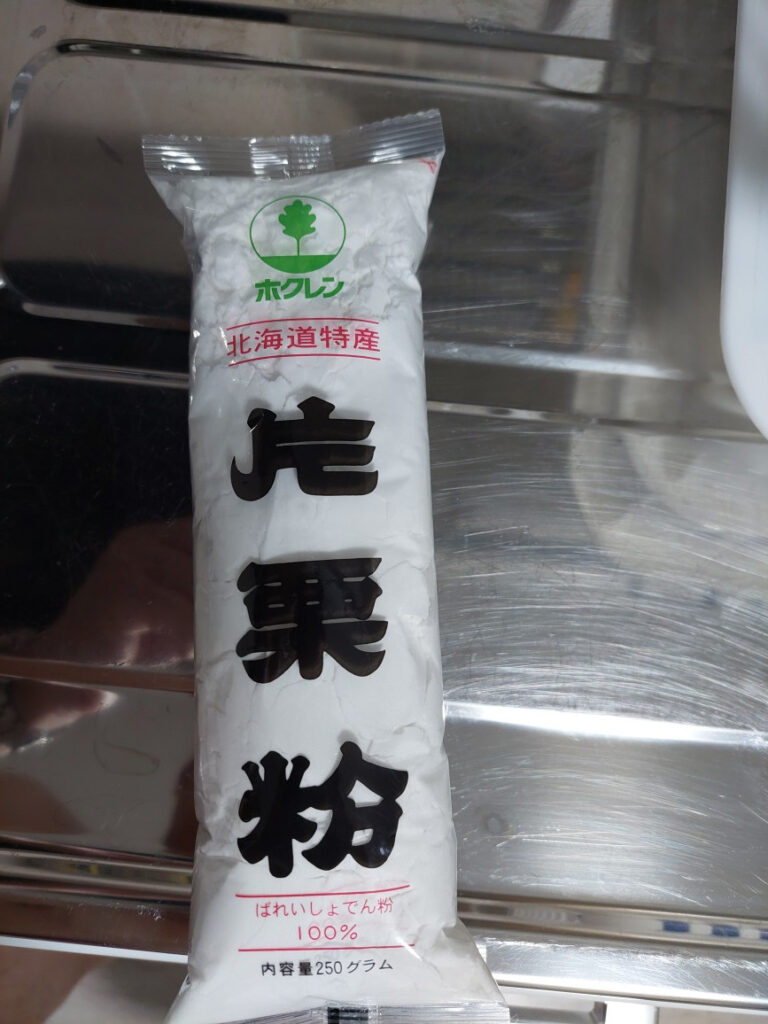 ホクレン
北海道特産
片栗粉
ばれいしょでん粉
100%
内容量250グラム